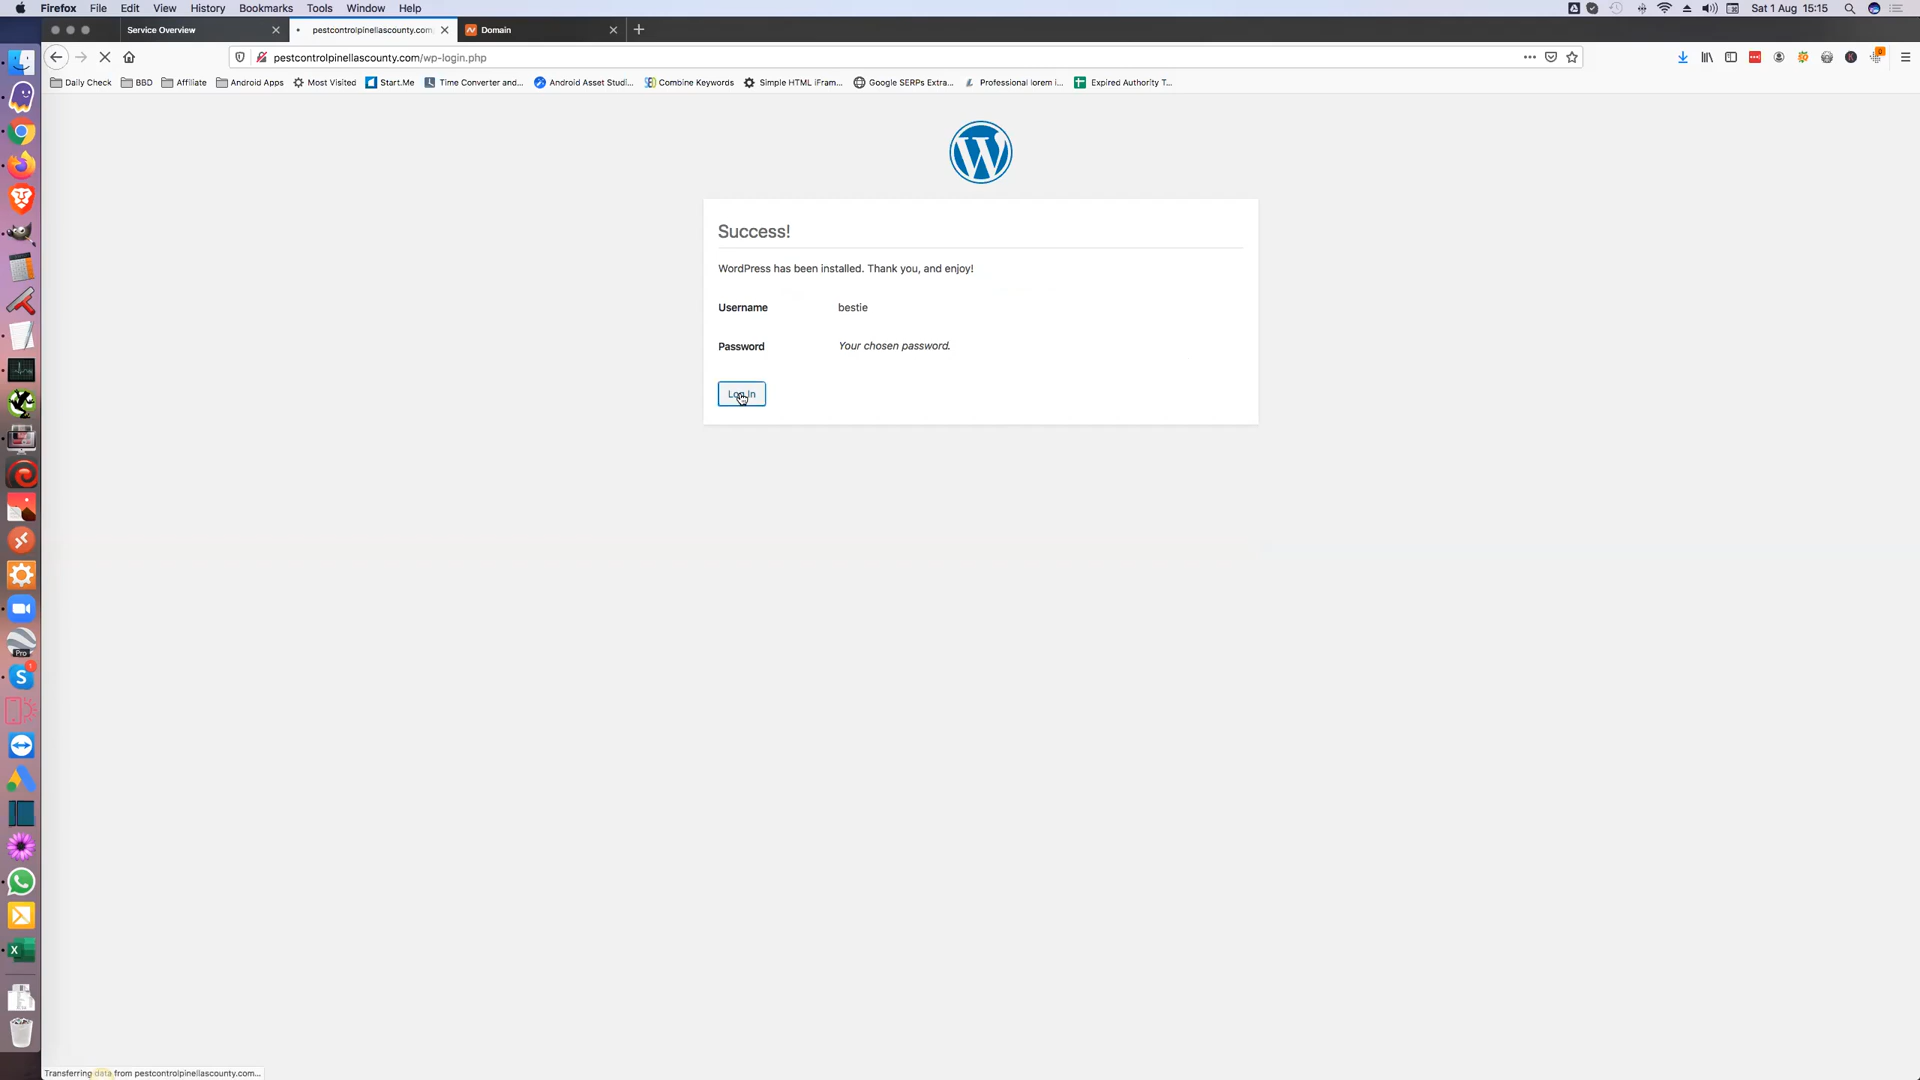 Firefox File Edit View History Bookmarks Tools Window Help Sat 1 Aug 15:15
Service Overview pestcontrolpinellascounty.com Domain
pestcontrolpinellascounty.com/wp-login.php 0
Daily Check BBD Affiliate Android Apps Most Visited Start.Me Time Converter and... Android Asset Studi... Combine Keywords Simple HTML iFram... Google SERPs Extra... Professional lorem i... Expired Authority T...
Success!
WordPress has been installed. Thank you, and enjoy!
Username bestie
Password Your chosen password.
Log In
Pro
S 1
X
Transferring data from pestcontrolpinellascounty.com...